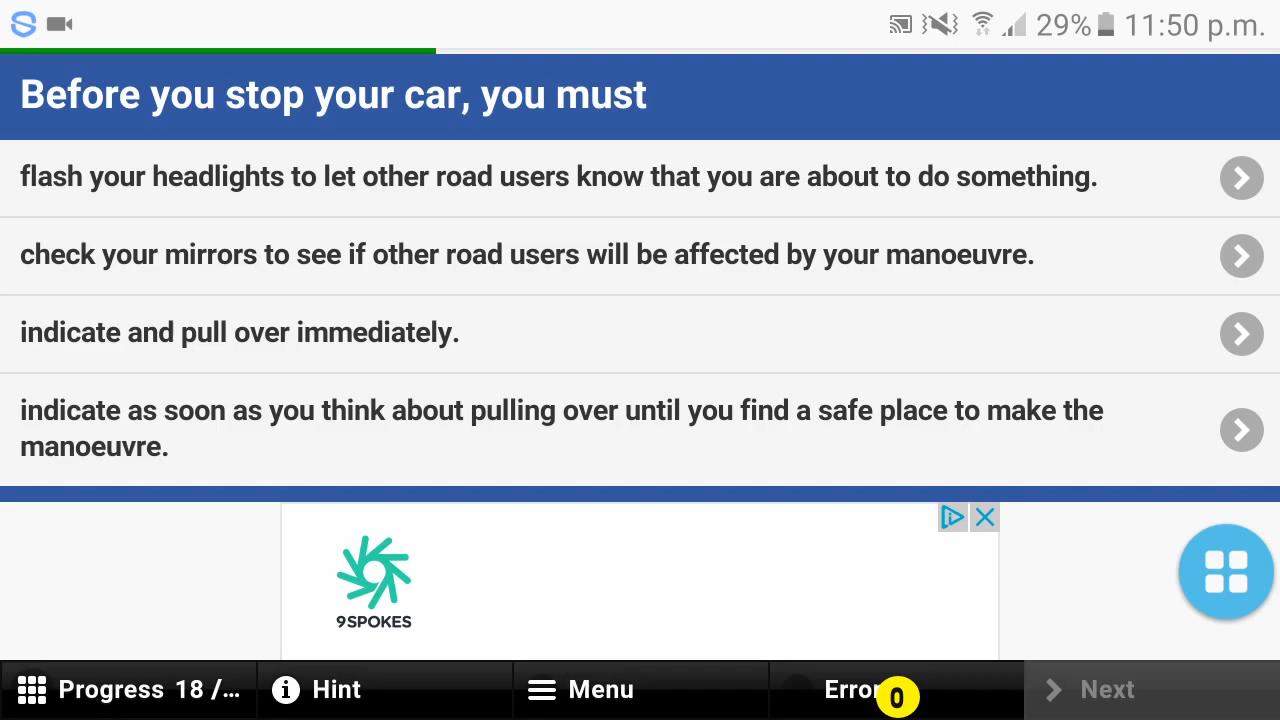 29% 11:50 p.m.
Before you stop your car, you must
flash your headlights to let other road users know that you are about to do something.
check your mirrors to see if other road users will be affected by your manoeuvre.
indicate and pull over immediately.
indicate as soon as you think about pulling over until you find a safe place to make the
manoeuvre.
9SPOKES
Progress 18 /... Hint Menu Error 0 Next